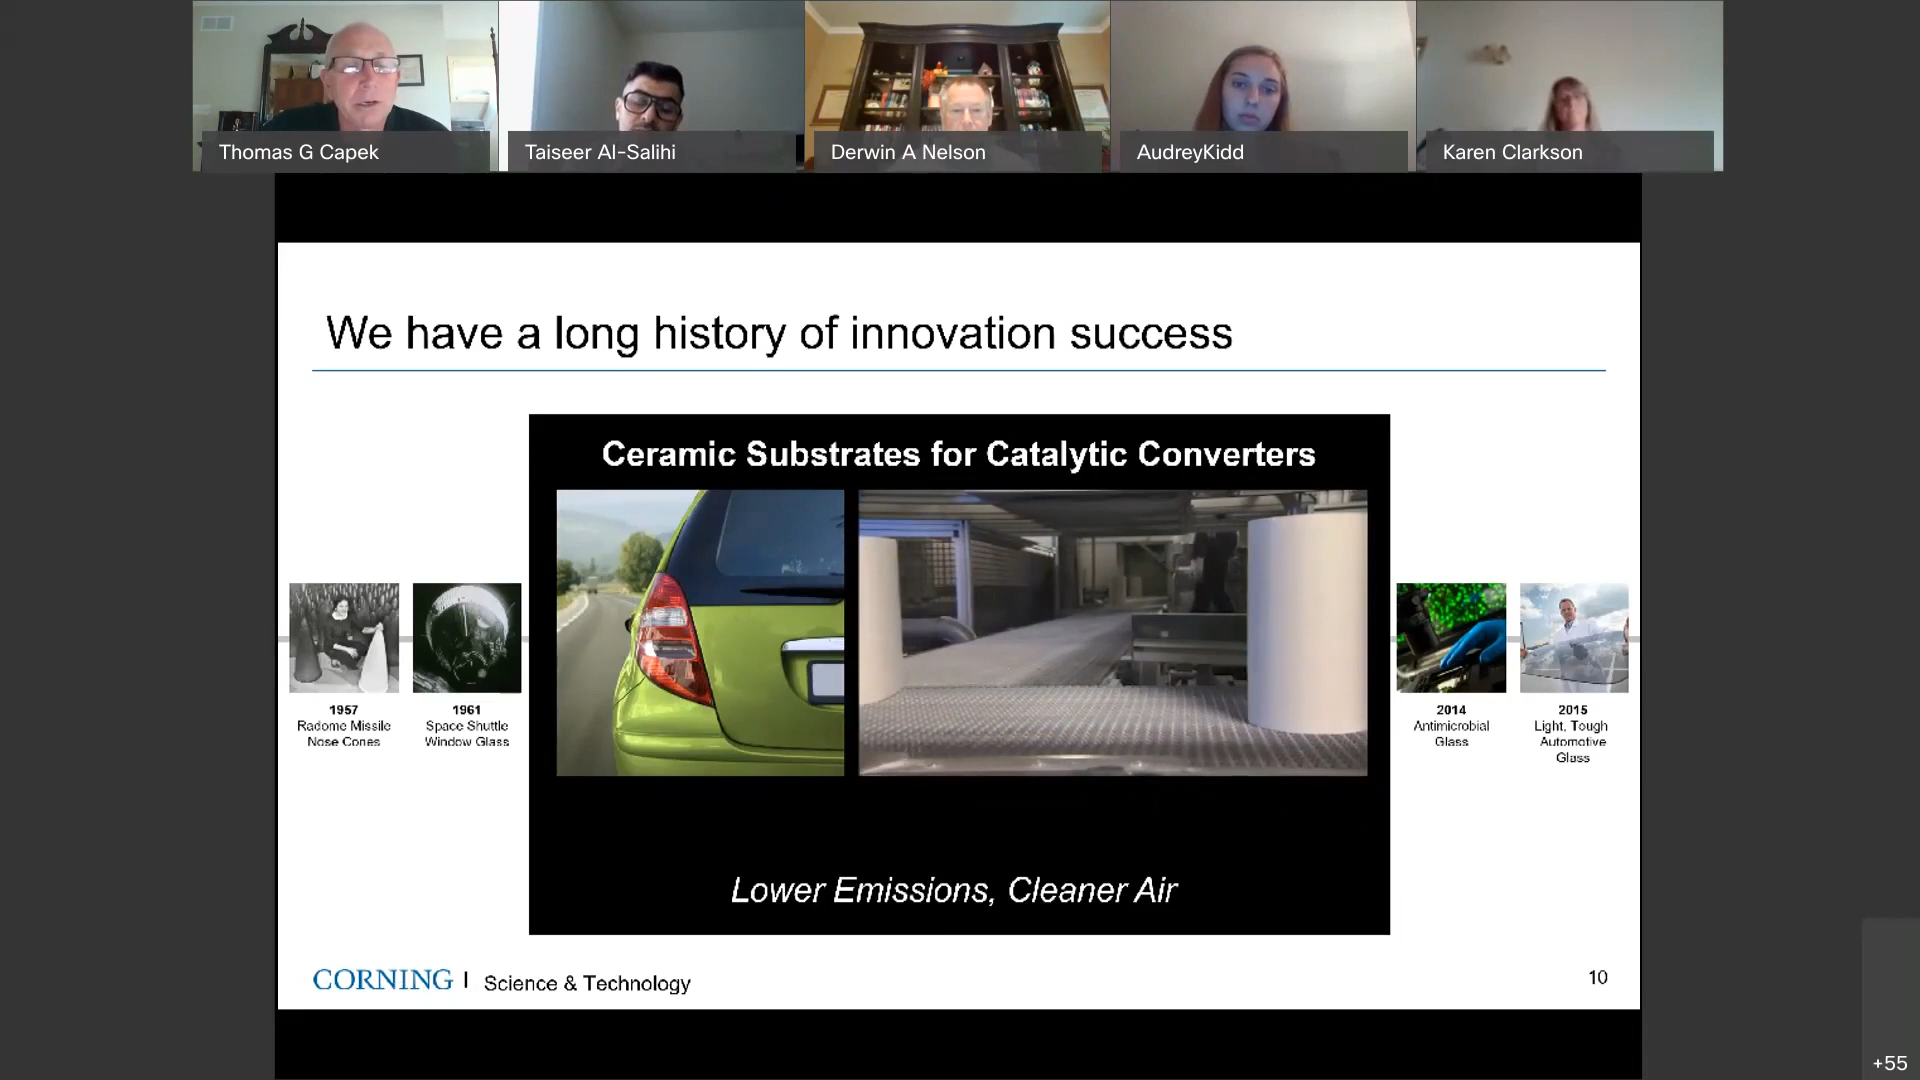 Thomas G Capek
Taiseer Al-Salihi
Derwin A Nelson
AudreyKidd
Karen Clarkson
We have a long history of innovation success
Ceramic Substrates for Catalytic Converters
1957
Radome Missile
Nose Cones
1961
Space Shuttle
Window Glass
2014
Antimicrobial
Glass
2015
Light, Tough
Automotive
Glass
Lower Emissions, Cleaner Air
CORNING | Science & Technology
10
+55